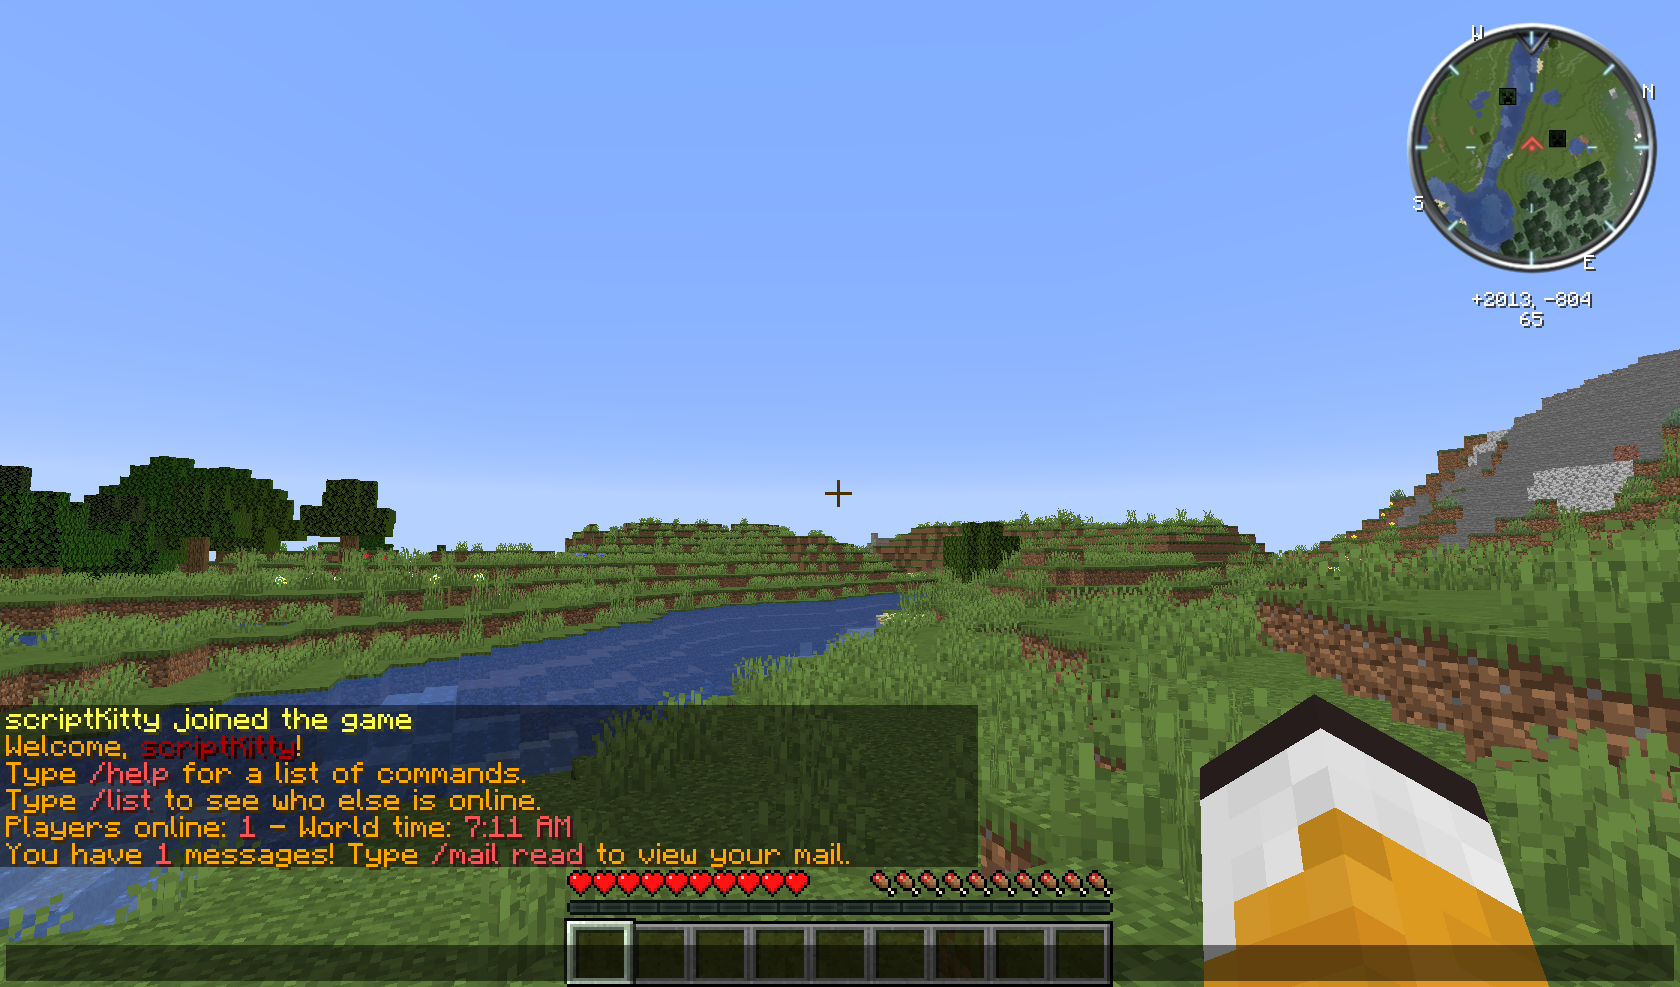 W
N
S
E
+2013, -804
65
scriptKitty joined the game
Welcome, scriptKitty!
Type /help for a list of commands.
Type /list to see who else is online.
Players online: 1 - World time: 7:11 AM
You have 1 messages! Type /mail read to view your mail.